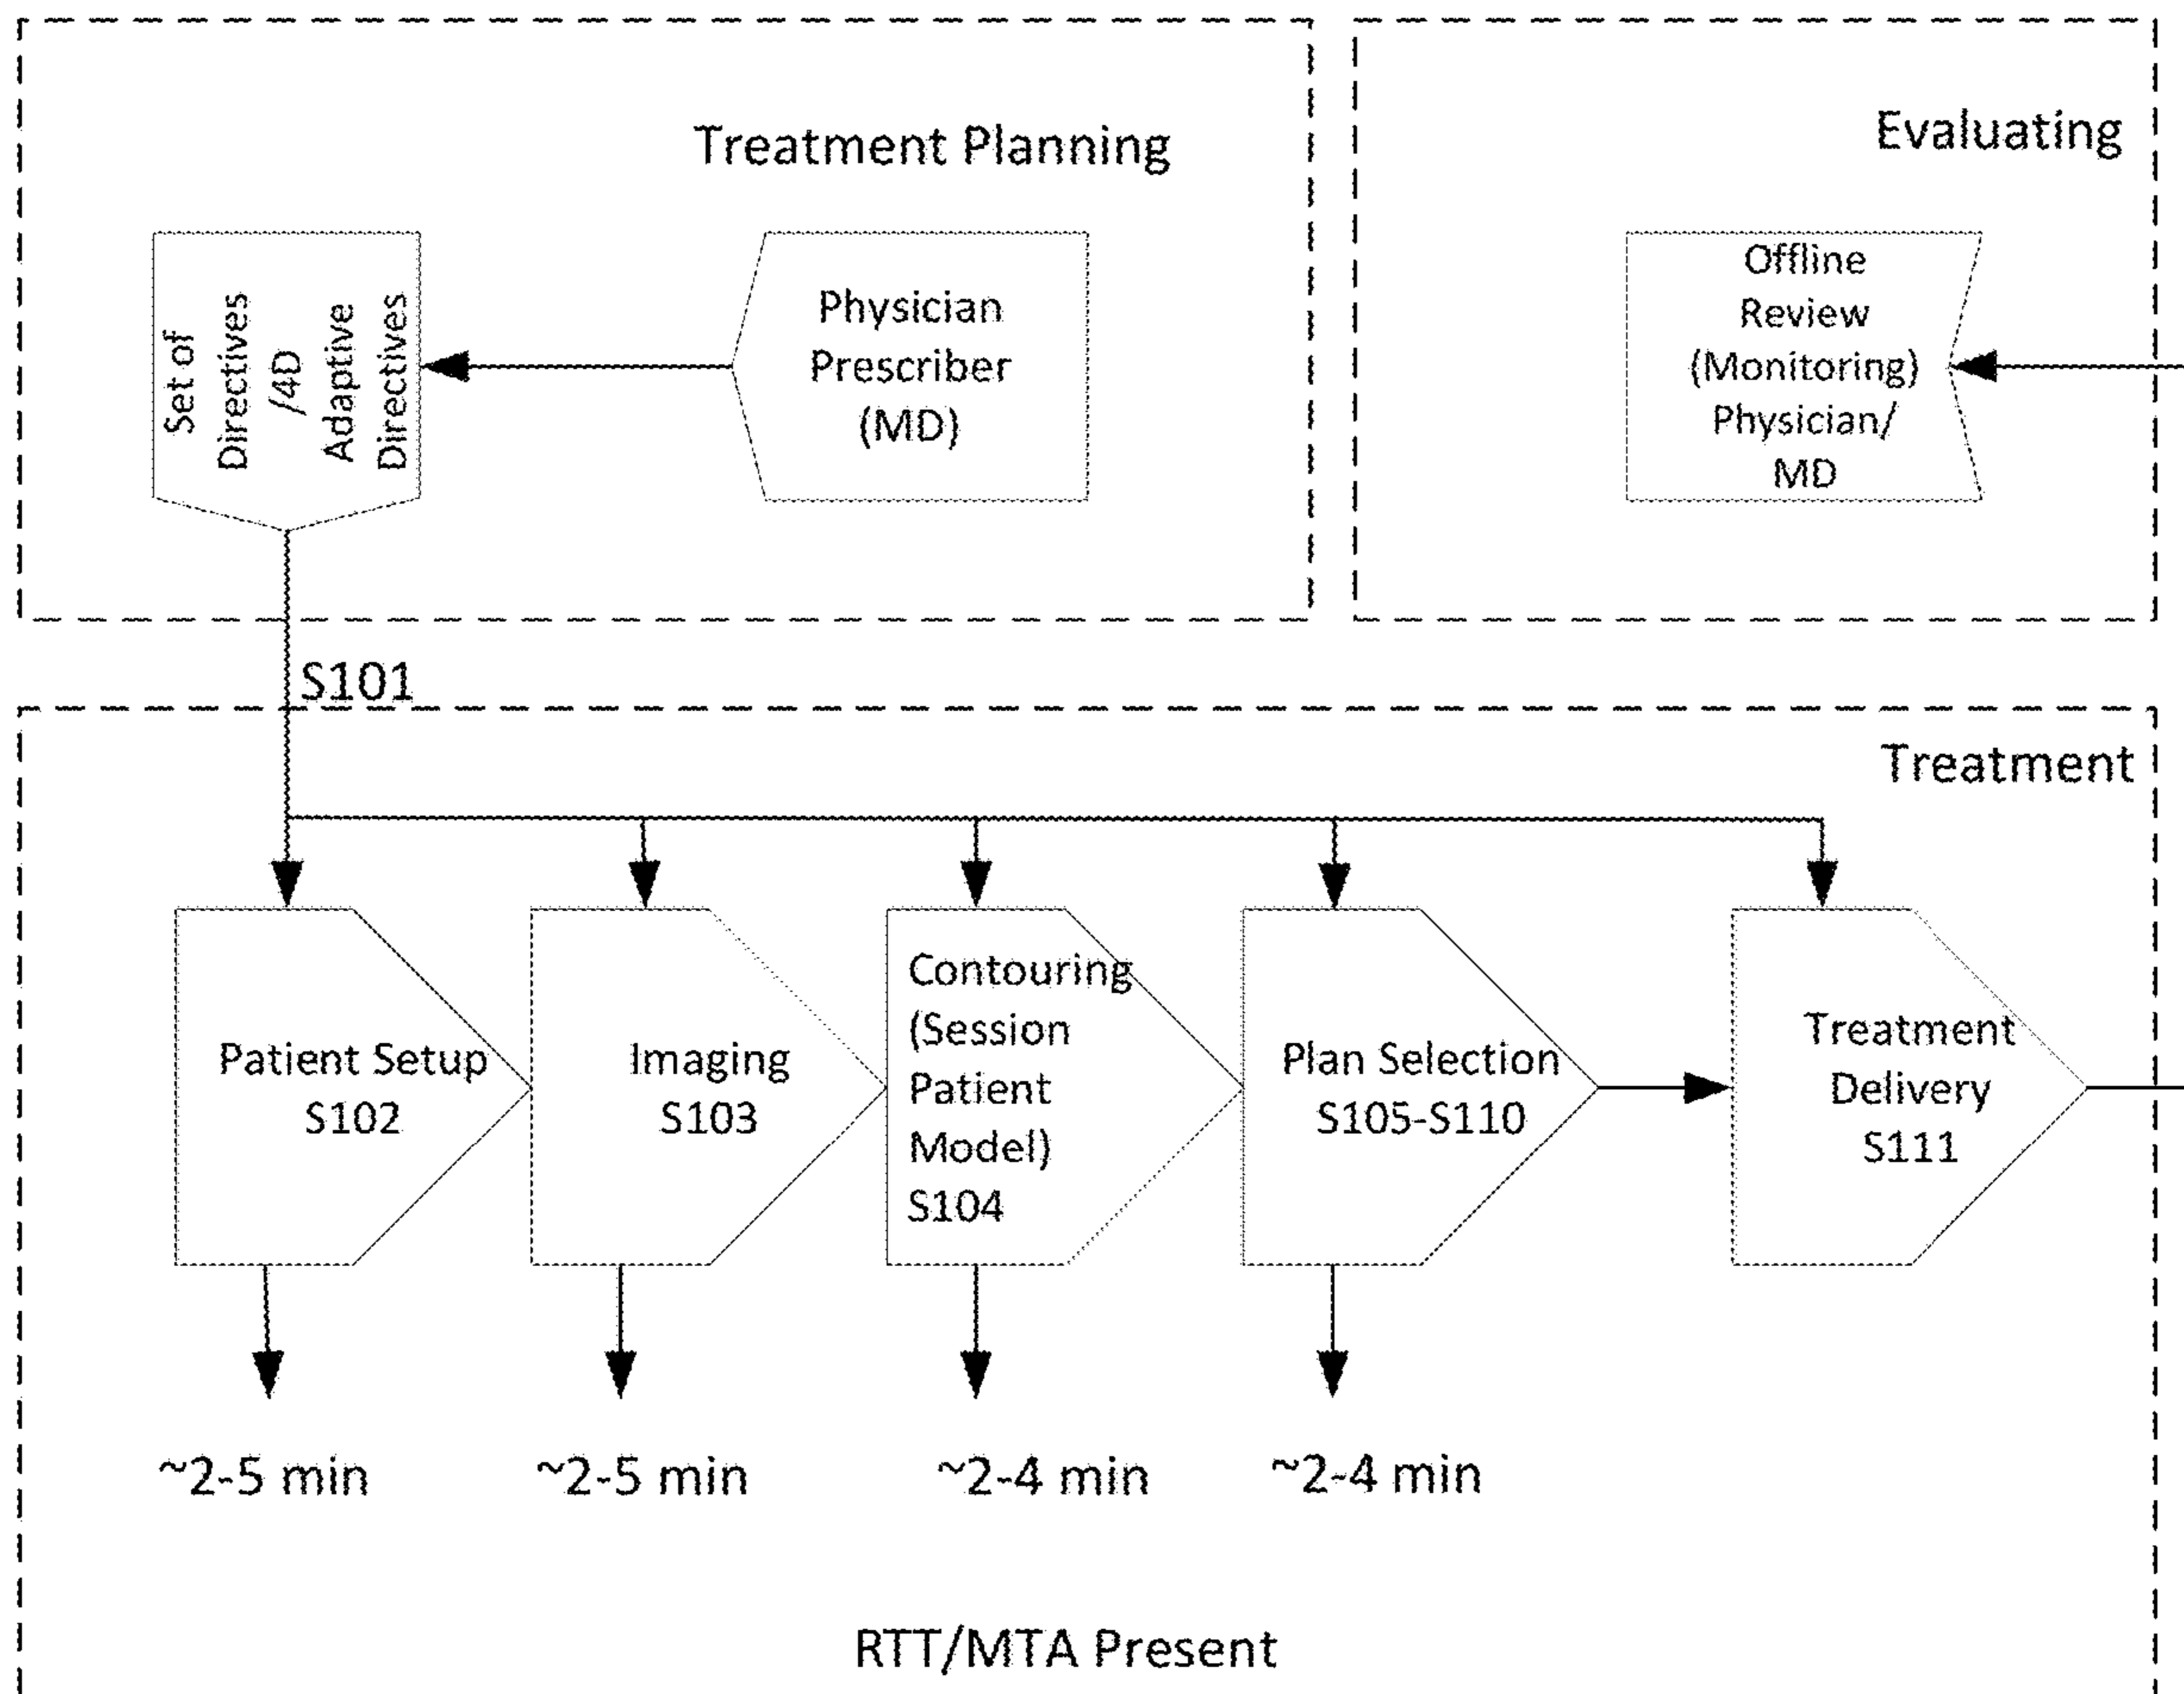 Treatment Planning
Set of
Directives
/4D
Adaptive
Directives
Physician
Prescriber
(MD)
Evaluating
Offline
Review
(Monitoring)
Physician/
MD
S101
Treatment
Patient Setup
S102
Imaging
S103
Contouring
(Session
Patient
Model)
S104
Plan Selection
S105-S110
Treatment
Delivery
S111
~2-5 min
~2-5 min
~2-4 min
~2-4 min
RTT/MTA Present